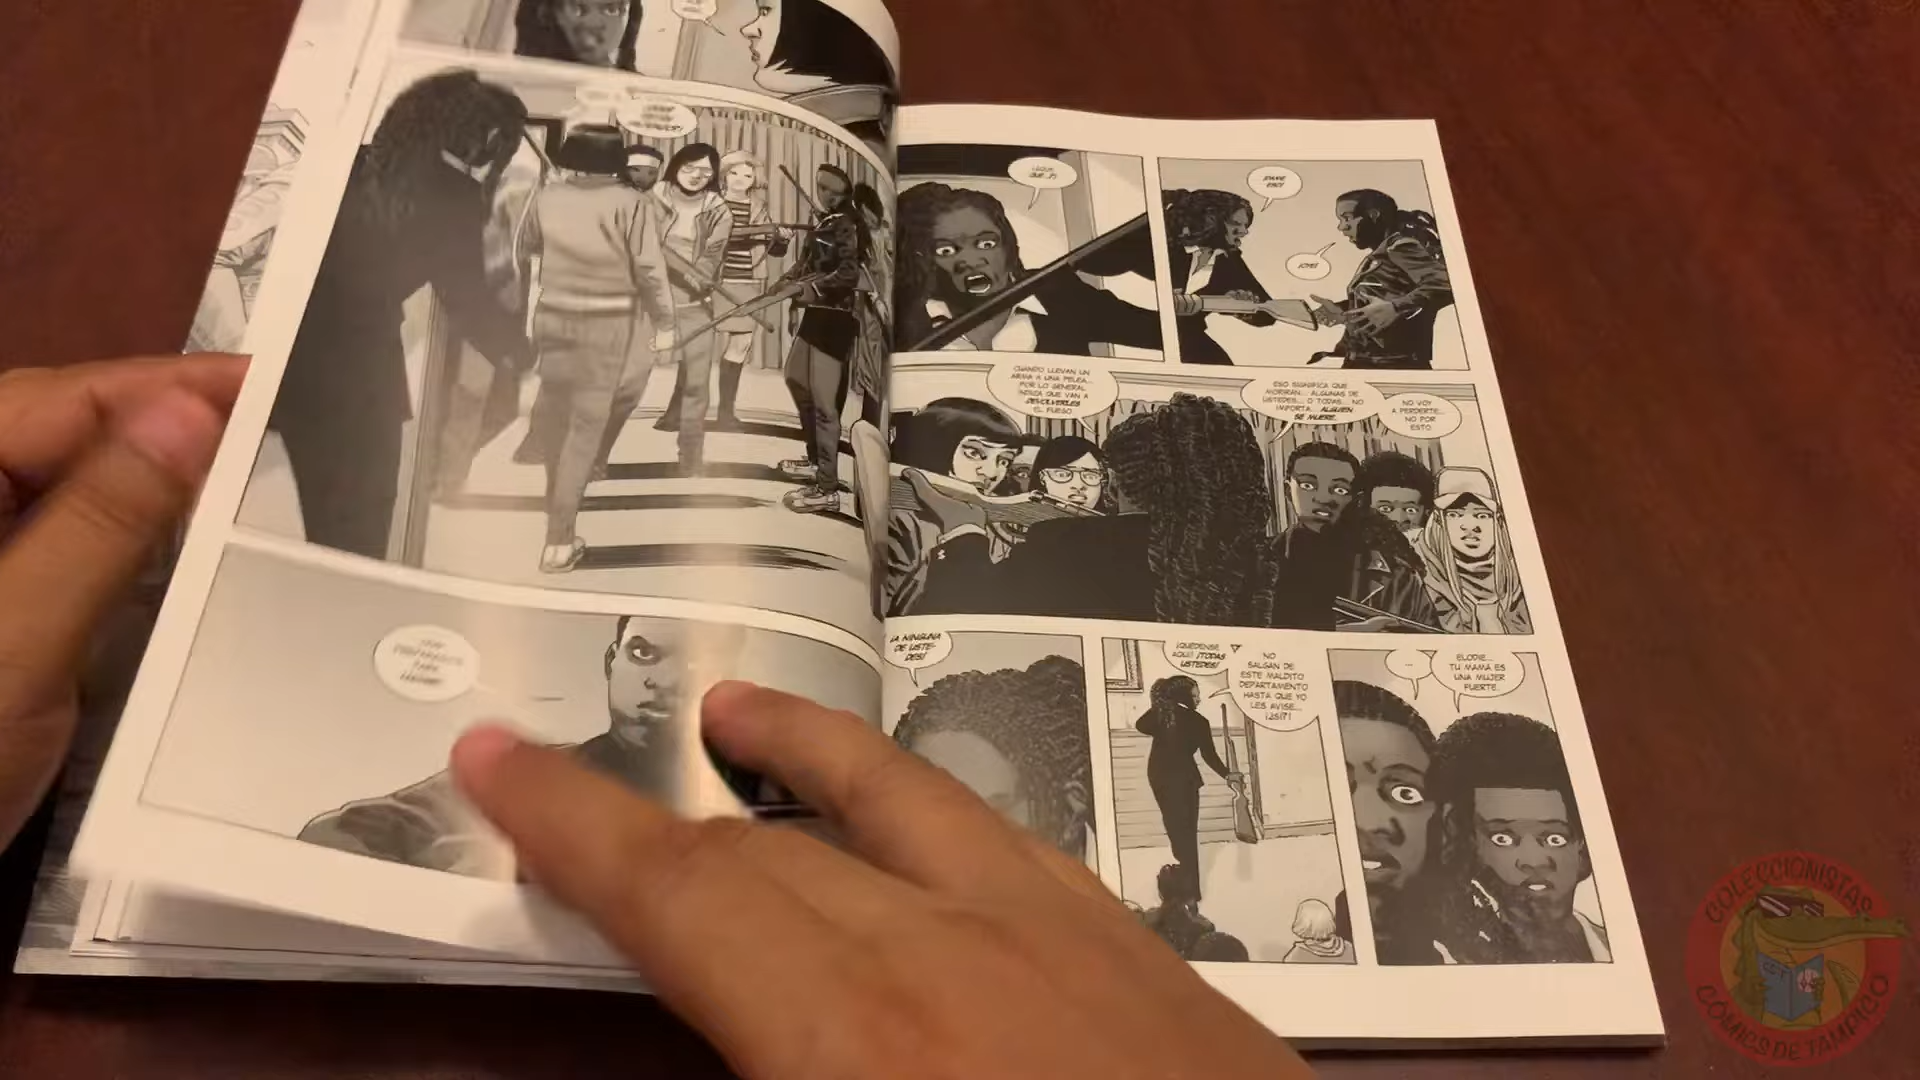 ¡DAME
ESO!
¡OYE!
CUANDO LLEVAN UN
ARMA A UNA PELEA...
POR LO GENERAL
INDICA QUE VAN A
DEVOLVERLES
EL FUEGO.
ESO SIGNIFICA QUE
MORIRÁN... ALGUNAS DE
USTEDES... O TODAS... NO
IMPORTA... ALGUIEN
SE MUERE.
NO VOY
A PERDERTE...
NO POR
ESTO.
¡A NINGUNA
DE USTE-
DES!
¡QUÉDENSE
AQUÍ! ¡TODAS
USTEDES!
NO
SALGAN DE
ESTE MALDITO
DEPARTAMENTO
HASTA QUE YO
LES AVISE...
¡¿SÍ?!
...
ELODIE...
TU MAMÁ ES
UNA MUJER
FUERTE.
COLECCIONISTAS
CÓMICS DE TAMPICO